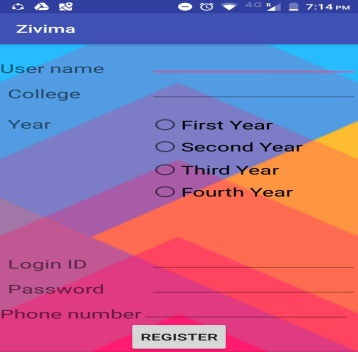 4G 7:14 PM
Zivima
User name
College
Year
First Year
Second Year
Third Year
Fourth Year
Login ID
Password
Phone number
REGISTER